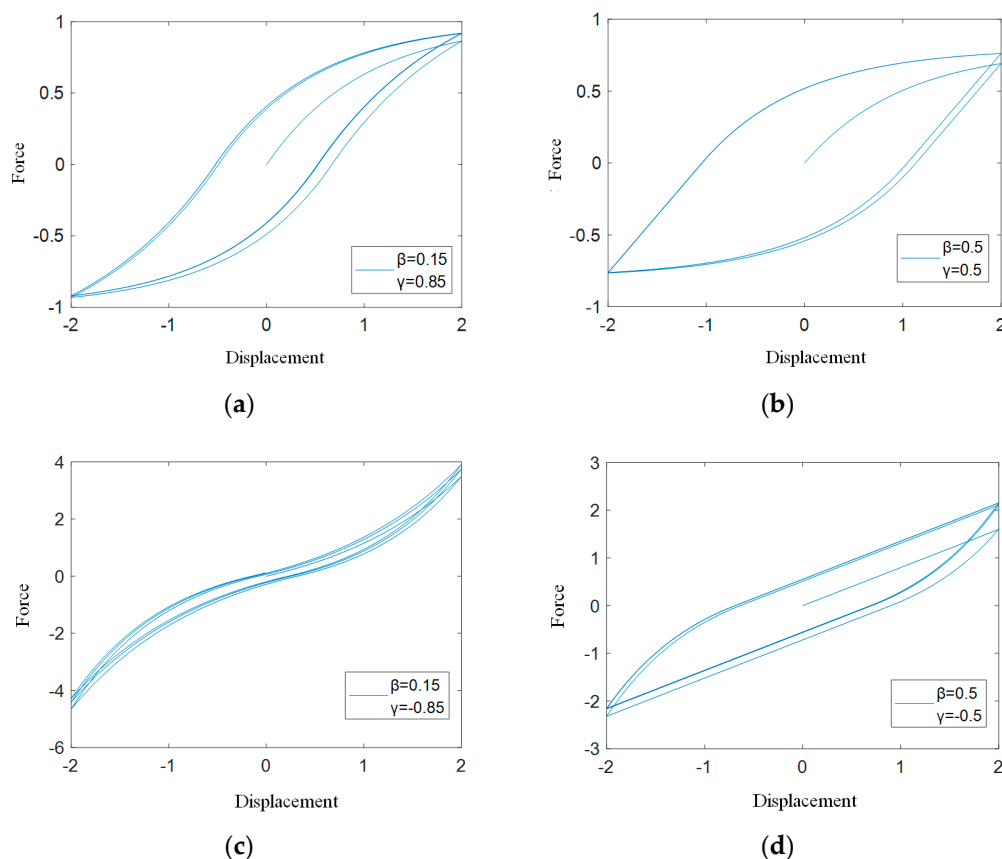 1
0.5
0
-0.5
-1
Force
-2 -1 0 1 2
Displacement
β=0.15
γ=0.85
(a)
1
0.5
0
-0.5
-1
Force
-2 -1 0 1 2
Displacement
β=0.5
γ=0.5
(b)
4
2
0
-2
-4
-6
Force
-2 -1 0 1 2
Displacement
β=0.15
γ=-0.85
(c)
3
2
1
0
-1
-2
-3
Force
-2 -1 0 1 2
Displacement
β=0.5
γ=-0.5
(d)